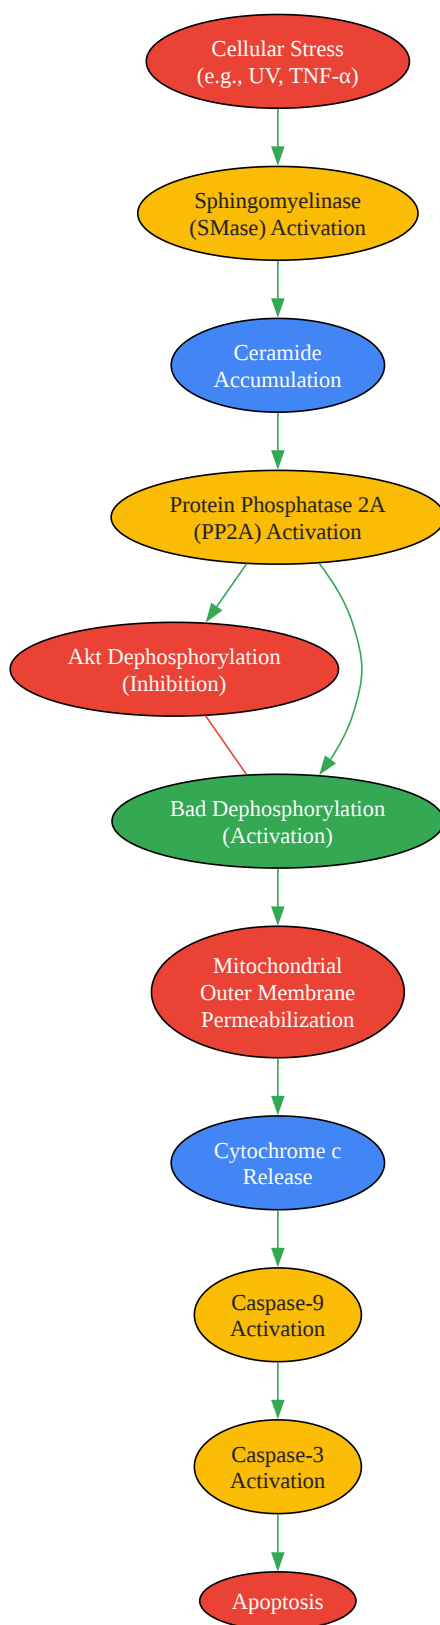 Cellular Stress
(e.g., UV, TNF-α)
Sphingomyelinase
(SMase) Activation
Ceramide
Accumulation
Protein Phosphatase 2A
(PP2A) Activation
Akt Dephosphorylation
(Inhibition)
Bad Dephosphorylation
(Activation)
Mitochondrial
Outer Membrane
Permeabilization
Cytochrome c
Release
Caspase-9
Activation
Caspase-3
Activation
Apoptosis